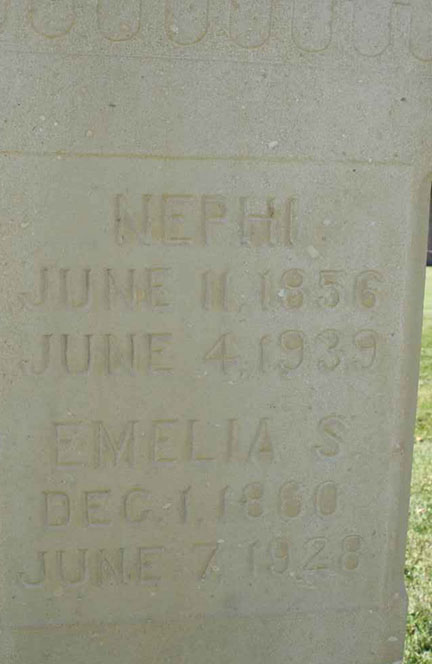 NEPHI
JUNE 11, 1856
JUNE 4, 1939
EMELIA S.
DEC. 1, 1860
JUNE 7, 1928